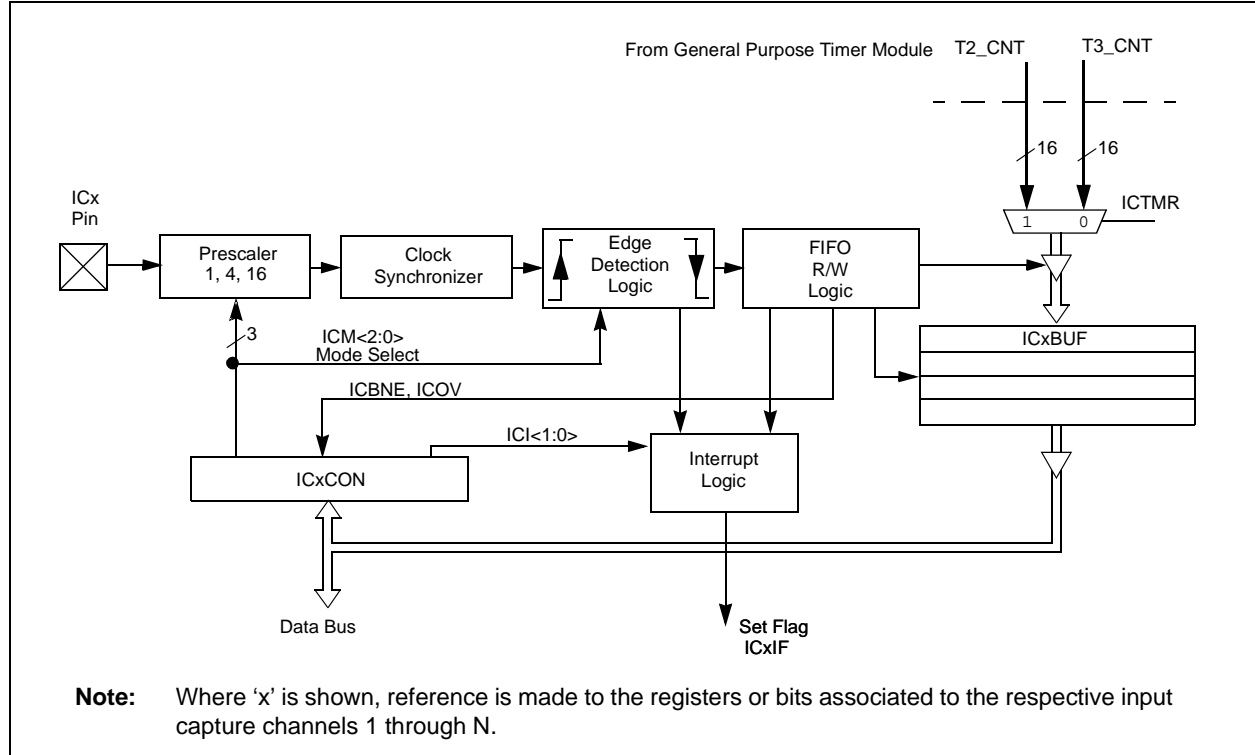 From General Purpose Timer Module T2_CNT T3_CNT
16 16
ICx
Pin
ICTMR
1 0
Prescaler
1, 4, 16
Clock
Synchronizer
Edge
Detection
Logic
FIFO
R/W
Logic
3
ICM<2:0>
Mode Select
ICxBUF
ICBNE, ICOV
ICI<1:0>
ICxCON
Interrupt
Logic
Data Bus
Set Flag
ICxIF
Note: Where ‘x’ is shown, reference is made to the registers or bits associated to the respective input
capture channels 1 through N.